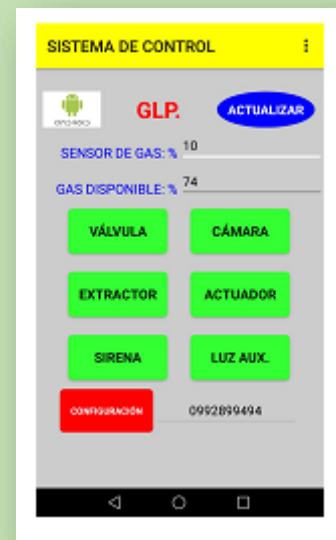 SISTEMA DE CONTROL
ANDROID
GLP.
ACTUALIZAR
SENSOR DE GAS: % 10
GAS DISPONIBLE: % 74
VÁLVULA
CÁMARA
EXTRACTOR
ACTUADOR
SIRENA
LUZ AUX.
CONFIGURACIÓN
0992899494